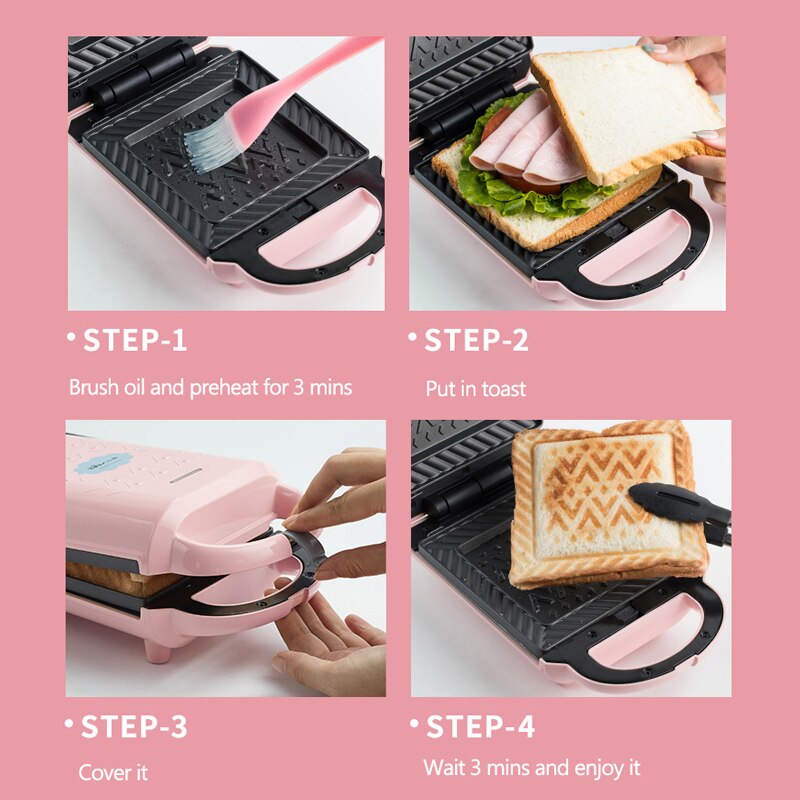 • STEP-1
Brush oil and preheat for 3 mins
• STEP-2
Put in toast
• STEP-3
Cover it
• STEP-4
Wait 3 mins and enjoy it